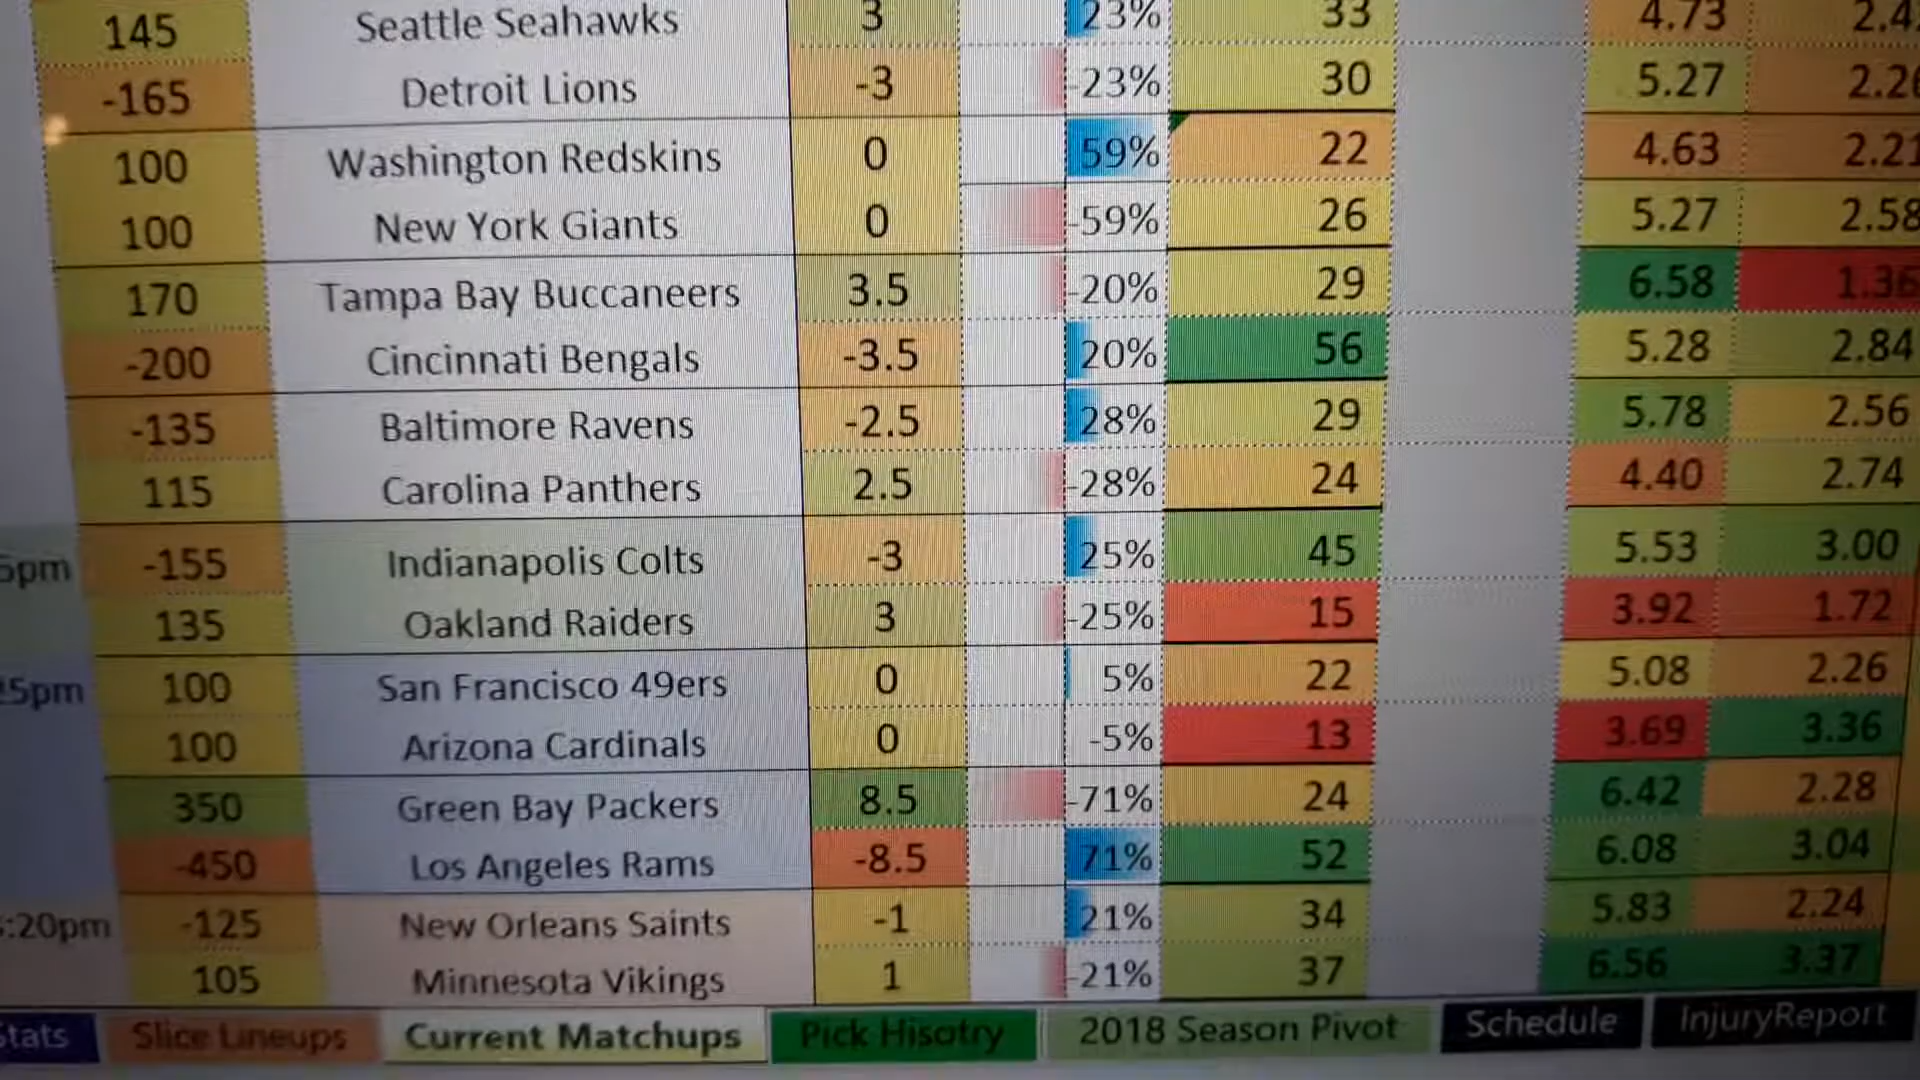 145 Seattle Seahawks 3 23% 33 4.73
-165 Detroit Lions -3 -23% 30 5.27
100 Washington Redskins 0 59% 22 4.63 2.21
100 New York Giants 0 -59% 26 5.27 2.58
170 Tampa Bay Buccaneers 3.5 -20% 29 6.58 1.36
-200 Cincinnati Bengals -3.5 20% 56 5.28 2.84
-135 Baltimore Ravens -2.5 28% 29 5.78 2.56
115 Carolina Panthers 2.5 -28% 24 4.40 2.74
5pm -155 Indianapolis Colts -3 25% 45 5.53 3.00
135 Oakland Raiders 3 -25% 15 3.92 1.72
5pm 100 San Francisco 49ers 0 5% 22 5.08 2.26
100 Arizona Cardinals 0 -5% 13 3.69 3.36
350 Green Bay Packers 8.5 -71% 24 6.42 2.28
-450 Los Angeles Rams -8.5 71% 52 6.08 3.04
:20pm -125 New Orleans Saints -1 21% 34 5.83 2.24
105 Minnesota Vikings 1 -21% 37 6.56 3.37
Stats Slice Lineups Current Matchups Pick Hisotry 2018 Season Pivot Schedule InjuryReport